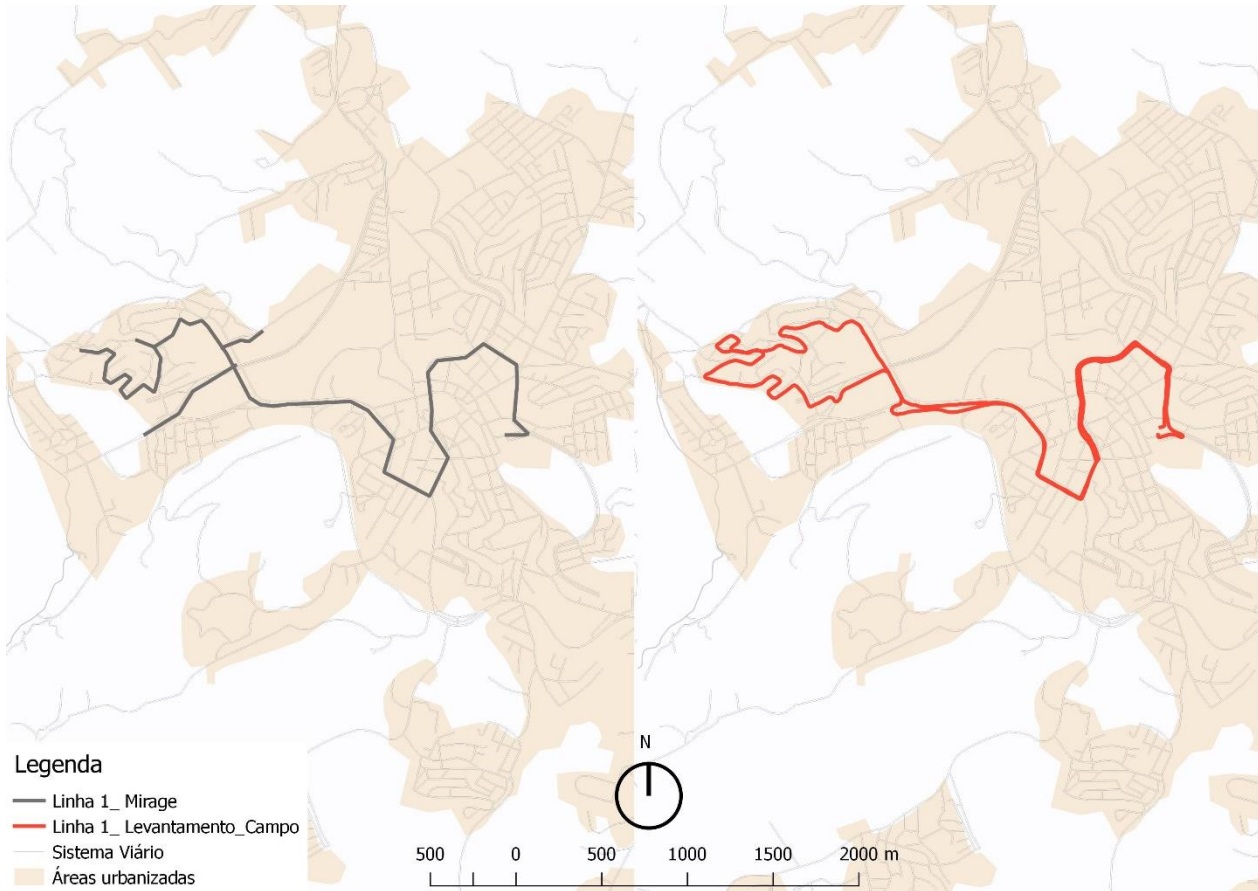 Legenda
Linha 1_ Mirage
Linha 1_ Levantamento_Campo
Sistema Viário
Áreas urbanizadas
N
500 0 500 1000 1500 2000 m